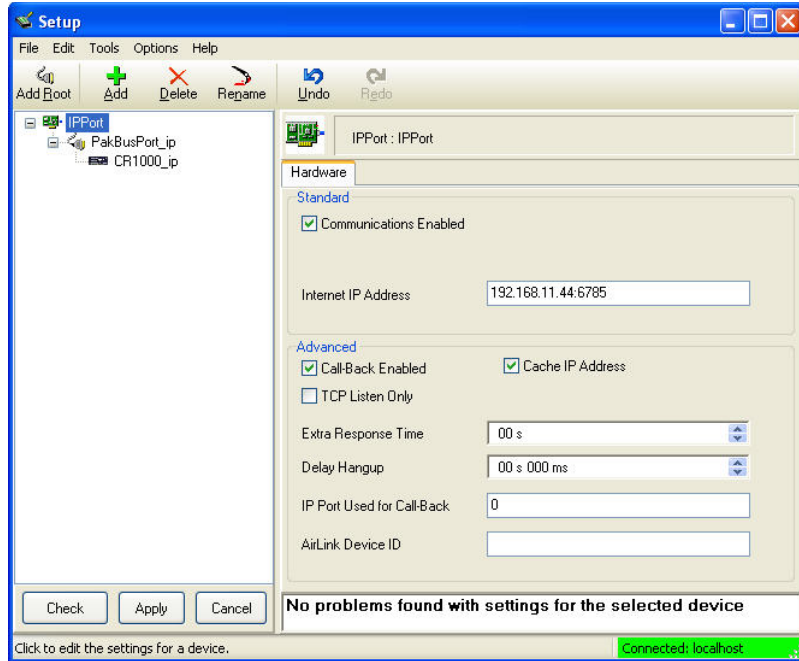 Setup
File Edit Tools Options Help
Add Root Add Delete Rename Undo Redo
IPPort
PakBusPort_ip
CR1000_ip
IPPort : IPPort
Hardware
Standard
Communications Enabled
Internet IP Address 192.168.11.44:6785
Advanced
Call-Back Enabled Cache IP Address
TCP Listen Only
Extra Response Time 00 s
Delay Hangup 00 s 000 ms
IP Port Used for Call-Back 0
AirLink Device ID
Check Apply Cancel
No problems found with settings for the selected device
Click to edit the settings for a device. Connected: localhost